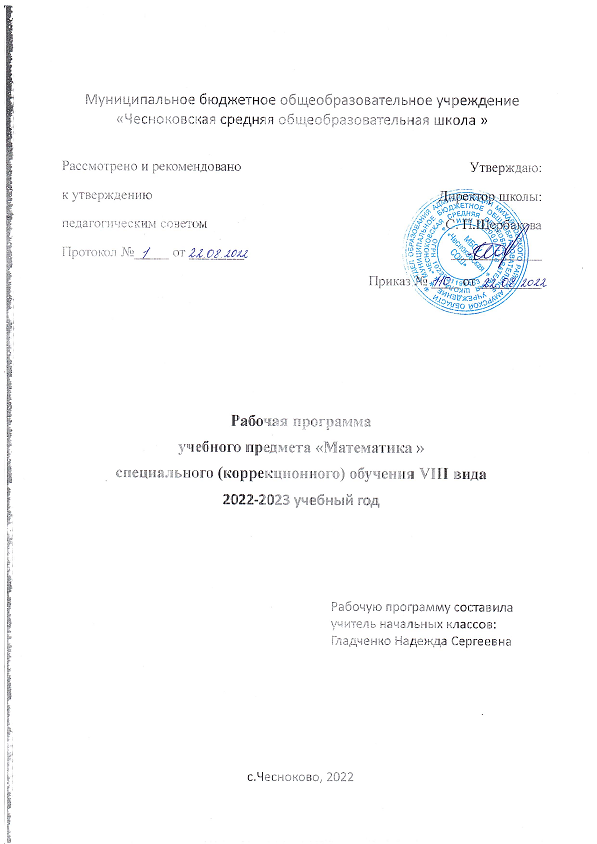 Муниципальное бюджетное общеобразовательное учреждение
«Чесноковская средняя общеобразовательная школа »
Рассмотрено и рекомендовано
к утверждению
педагогическим советом
Протокол № 1 от 22.08.2022
Утверждаю:
Директор школы:
С. П.Щербакова
Приказ № 110 от 22.08.2022
Рабочая программа
учебного предмета «Математика »
специального (коррекционного) обучения VIII вида
2022-2023 учебный год
Рабочую программу составила
учитель начальных классов:
Гладченко Надежда Сергеевна
с.Чесноково, 2022